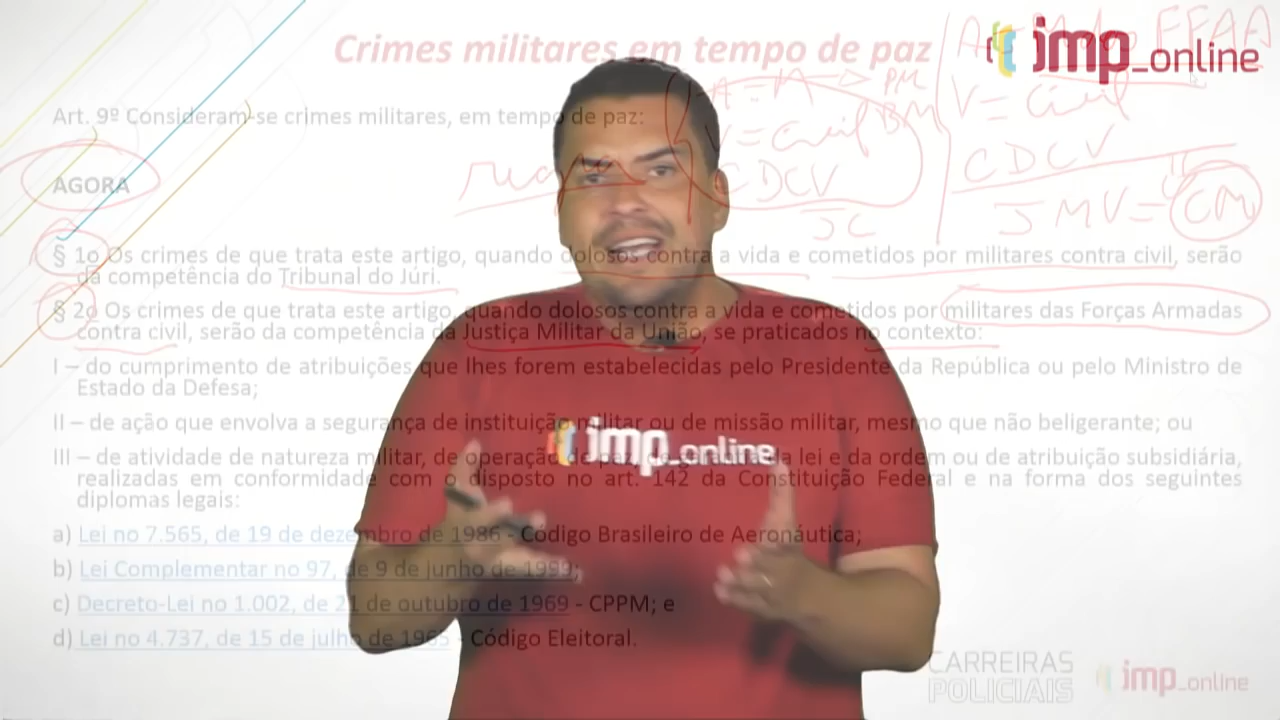 Crimes militares em tempo de paz
imp_online
Art. 9º Consideram-se crimes militares, em tempo de paz:
AGORA
FFAA
PM
V = civil
BM
V = civil
CDCV
CDCV
JC
JMV = CM
§ 1o Os crimes de que trata este artigo, quando dolosos contra a vida e cometidos por militares contra civil, serão
da competência do Tribunal do Júri.
§ 2o Os crimes de que trata este artigo, quando dolosos contra a vida e cometidos por militares das Forças Armadas
contra civil, serão da competência da Justiça Militar da União, se praticados no contexto:
I – do cumprimento de atribuições que lhes forem estabelecidas pelo Presidente da República ou pelo Ministro de
Estado da Defesa;
II – de ação que envolva a segurança de instituição militar ou de missão militar, mesmo que não beligerante; ou
III – de atividade de natureza militar, de operação de paz, da lei e da ordem ou de atribuição subsidiária,
realizadas em conformidade com o disposto no art. 142 da Constituição Federal e na forma dos seguintes
diplomas legais:
imp_online
a) Lei no 7.565, de 19 de dezembro de 1986 - Código Brasileiro de Aeronáutica;
b) Lei Complementar no 97, de 9 de junho de 1999;
c) Decreto-Lei no 1.002, de 21 de outubro de 1969 - CPPM; e
d) Lei no 4.737, de 15 de julho de 1965 - Código Eleitoral.
CARREIRAS
POLICIAIS
imp_online